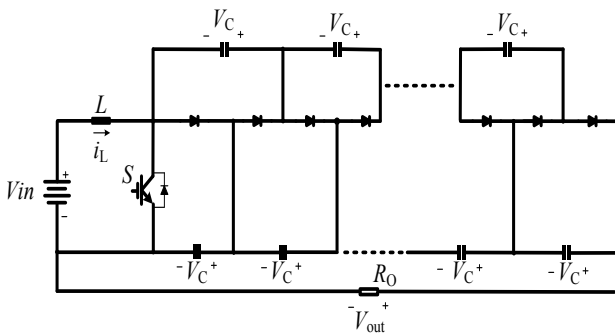 - VC +
- VC +
- VC +
L
iL
S
+
Vin
-
- VC +
- VC +
- VC +
- VC +
RO
- Vout +